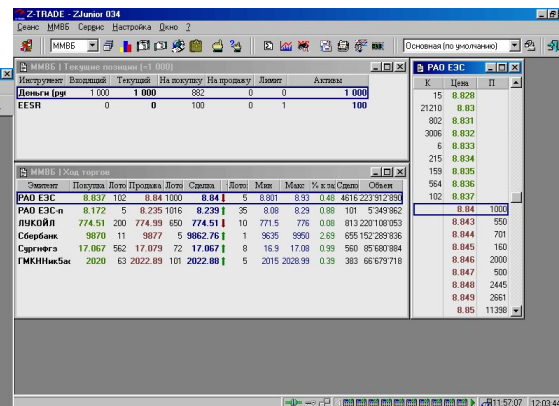 Z-TRADE - ZJunior 034
Сеанс ММВБ Сервис Настройка Окно ?
ММВБ
Основная (по умолчанию)
ММВБ | Текущие позиции (=1 000)
Инструмент Входящий Текущий На покупку На продажу Лимит Активы
Деньги (руб 1 000 1 000 882 0 0 1 000
EESR 0 0 100 0 1 100
ММВБ | Ход торгов
Эмитент Покупка Лото Продажа Лото Сделка Лото Мин Макс % к за Сдело Объем
РАО ЕЭС 8.837 102 8.84 1000 8.84 5 8.801 8.93 0.48 4616 223'912'890
РАО ЕЭС-п 8.172 5 8.235 1016 8.239 35 8.08 8.29 0.88 101 5'349'862
ЛУКОЙЛ 774.51 200 774.99 650 774.51 10 771.5 776 0.08 813 220'108'053
Сбербанк 9870 11 9877 5 9862.76 1 9635 9950 2.69 655 152'289'836
Сургнфгз 17.067 562 17.079 72 17.067 8 16.9 17.08 0.99 560 85'680'884
ГМКННик5ао 2020 63 2022.89 101 2022.88 5 2015 2028.99 0.39 383 66'679'718
РАО ЕЭС
К Цена П
15 8.828
21210 8.83
802 8.831
3006 8.832
6 8.833
215 8.834
159 8.835
564 8.836
102 8.837
8.84 1000
8.843 550
8.844 701
8.845 160
8.846 2000
8.847 500
8.848 2445
8.849 2661
8.85 11398
11:57:07 12:03:44